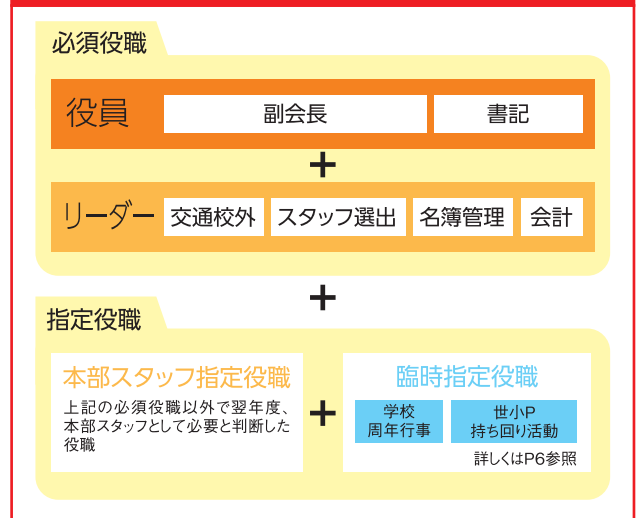 必須役職
役員 副会長 書記
+
リーダー 交通校外 スタッフ選出 名簿管理 会計
+
指定役職
本部スタッフ指定役職
上記の必須役職以外で翌年度、
本部スタッフとして必要と判断した
役職
+
臨時指定役職
学校
周年行事
世小P
持ち回り活動
詳しくはP6参照